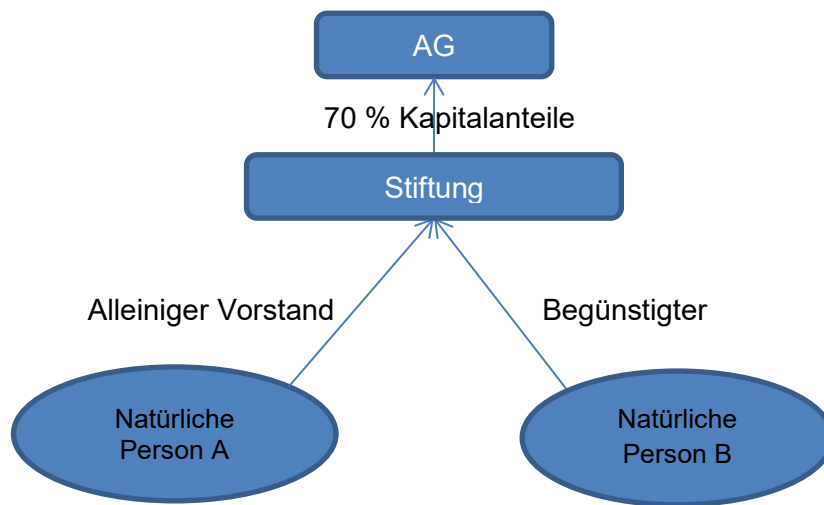 AG
70 % Kapitalanteile
Stiftung
Alleiniger Vorstand
Begünstigter
Natürliche
Person A
Natürliche
Person B